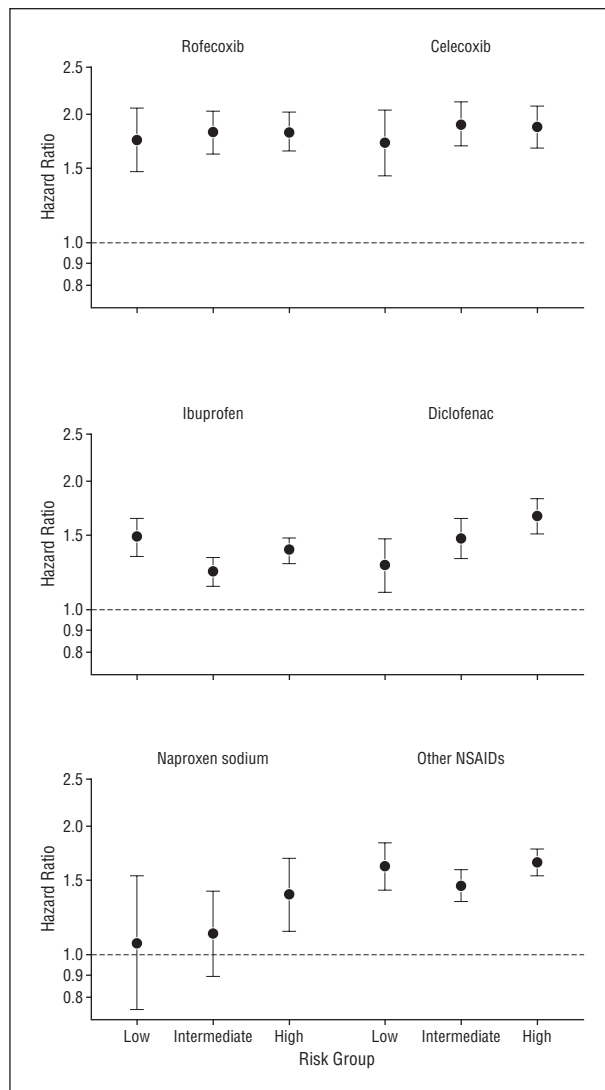 Rofecoxib Celecoxib
2.5
2.0
1.5
1.0
0.9
0.8
Hazard Ratio
Ibuprofen Diclofenac
2.5
2.0
1.5
1.0
0.9
0.8
Hazard Ratio
Naproxen sodium Other NSAIDs
2.5
2.0
1.5
1.0
0.9
0.8
Hazard Ratio
Low Intermediate High Low Intermediate High
Risk Group